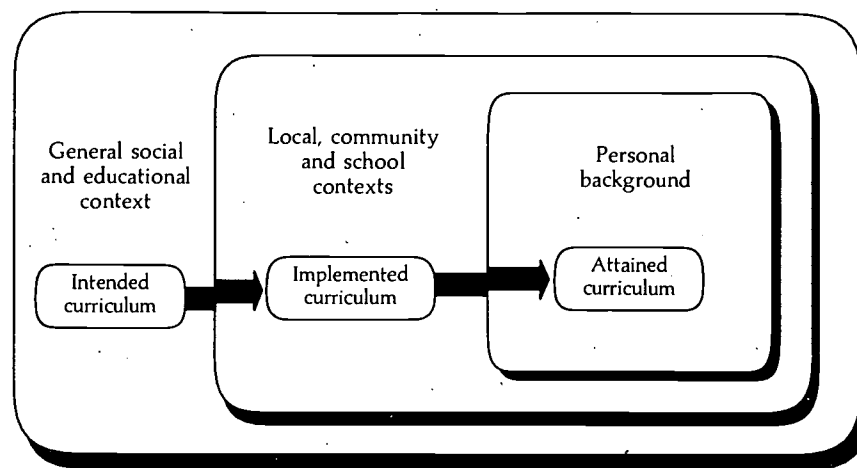 General social
and educational
context
Local, community
and school
contexts
Personal
background
Intended
curriculum
Implemented
curriculum
Attained
curriculum